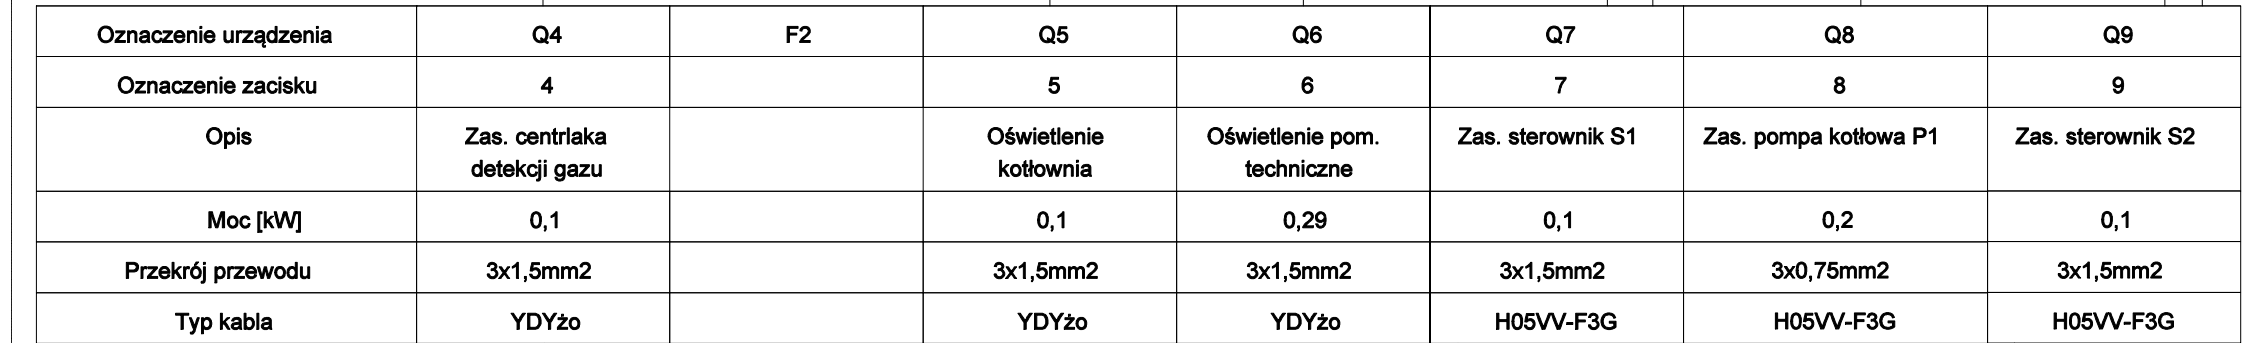 Oznaczenie urządzenia Q4 F2 Q5 Q6 Q7 Q8 Q9
Oznaczenie zacisku 4 5 6 7 8 9
Opis Zas. centrlaka Oświetlenie Oświetlenie pom. Zas. sterownik S1 Zas. pompa kotłowa P1 Zas. sterownik S2
detekcji gazu kotłownia techniczne
Moc [kW] 0,1 0,1 0,29 0,1 0,2 0,1
Przekrój przewodu 3x1,5mm2 3x1,5mm2 3x1,5mm2 3x1,5mm2 3x0,75mm2 3x1,5mm2
Typ kabla YDYżo YDYżo YDYżo H05VV-F3G H05VV-F3G H05VV-F3G